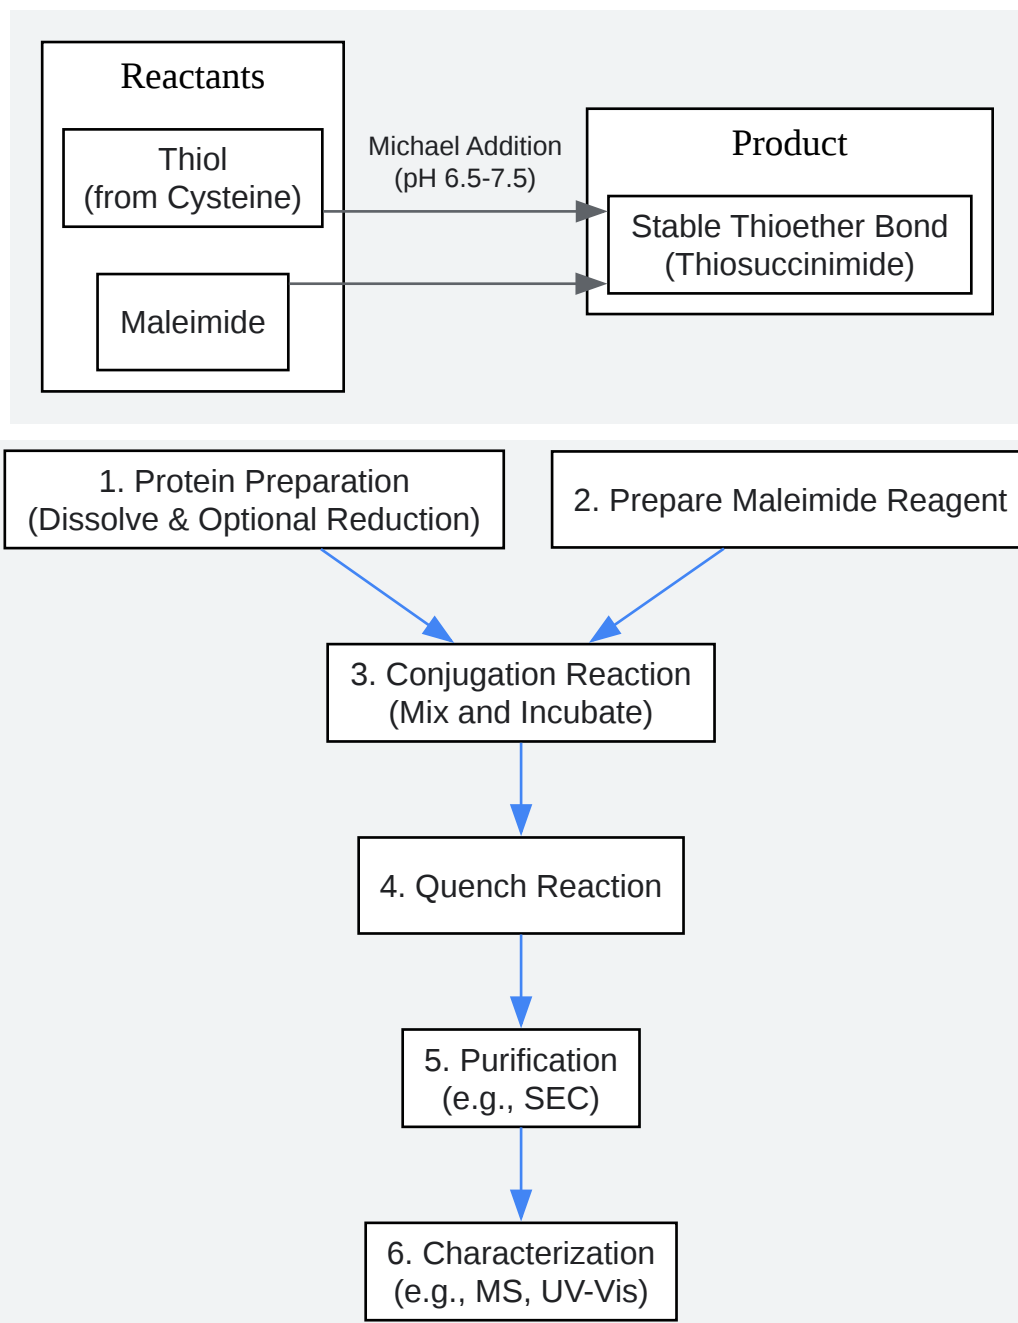 Reactants
Thiol
(from Cysteine)
Maleimide
Michael Addition
(pH 6.5-7.5)
Product
Stable Thioether Bond
(Thiosuccinimide)
1. Protein Preparation
(Dissolve & Optional Reduction)
2. Prepare Maleimide Reagent
3. Conjugation Reaction
(Mix and Incubate)
4. Quench Reaction
5. Purification
(e.g., SEC)
6. Characterization
(e.g., MS, UV-Vis)